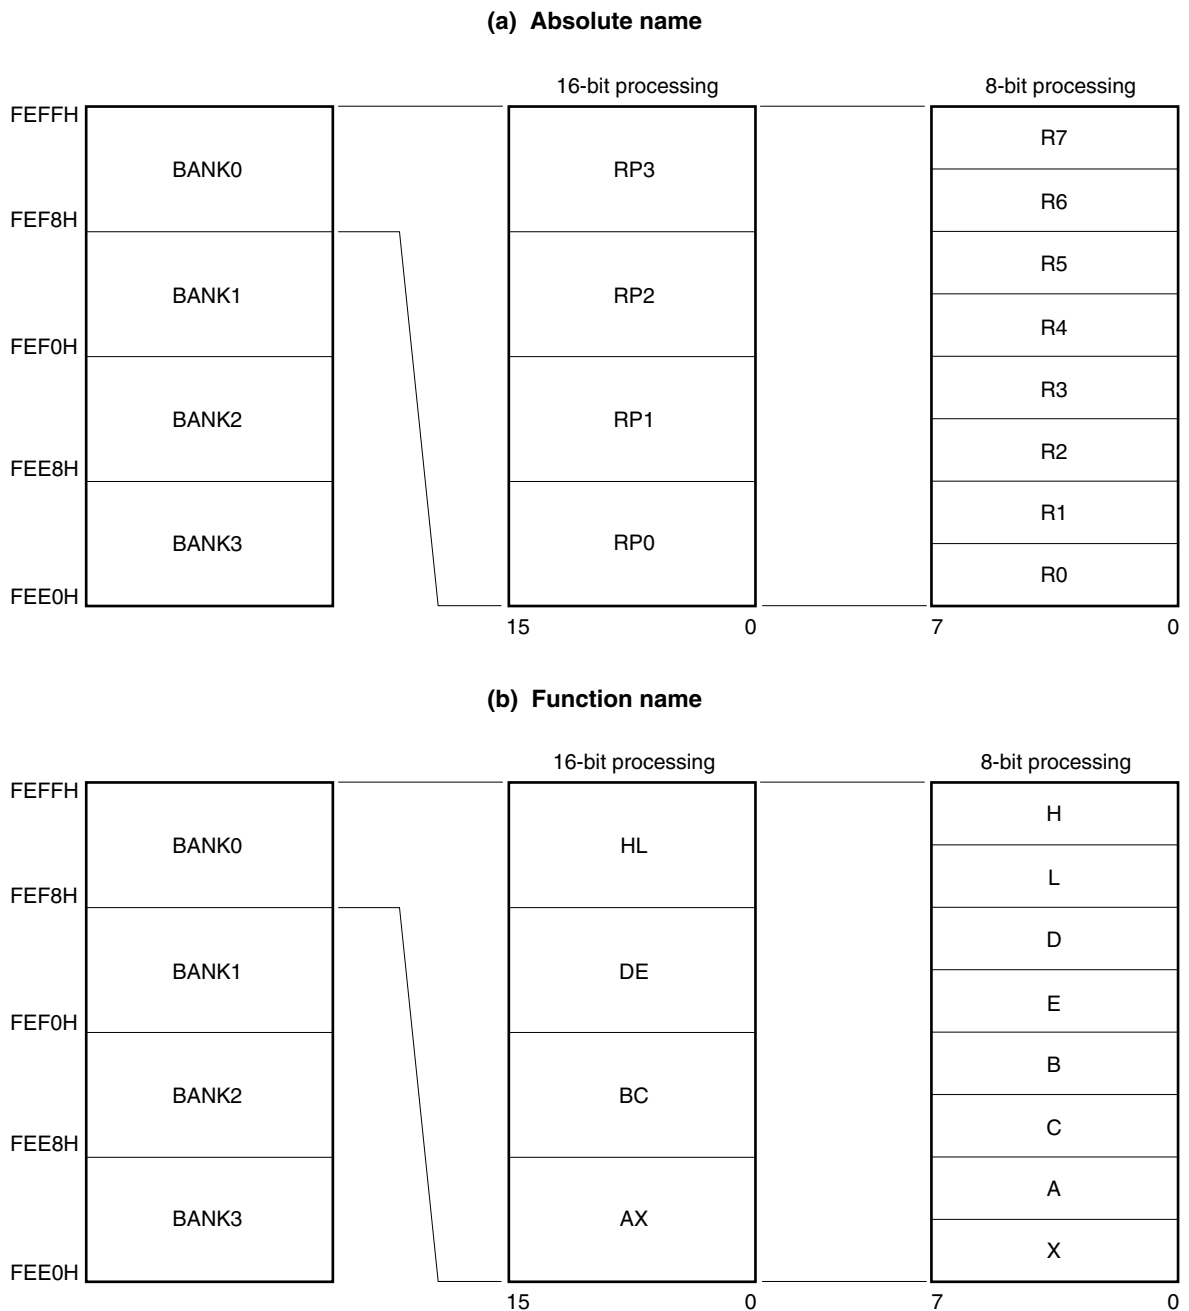 (a) Absolute name
16-bit processing
8-bit processing
FEFFH
BANK0
RP3
R7
R6
FEF8H
BANK1
RP2
R5
R4
FEF0H
BANK2
RP1
R3
R2
FEE8H
BANK3
RP0
R1
R0
FEE0H
15 0
7 0
(b) Function name
16-bit processing
8-bit processing
FEFFH
BANK0
HL
H
L
FEF8H
BANK1
DE
D
E
FEF0H
BANK2
BC
B
C
FEE8H
BANK3
AX
A
X
FEE0H
15 0
7 0